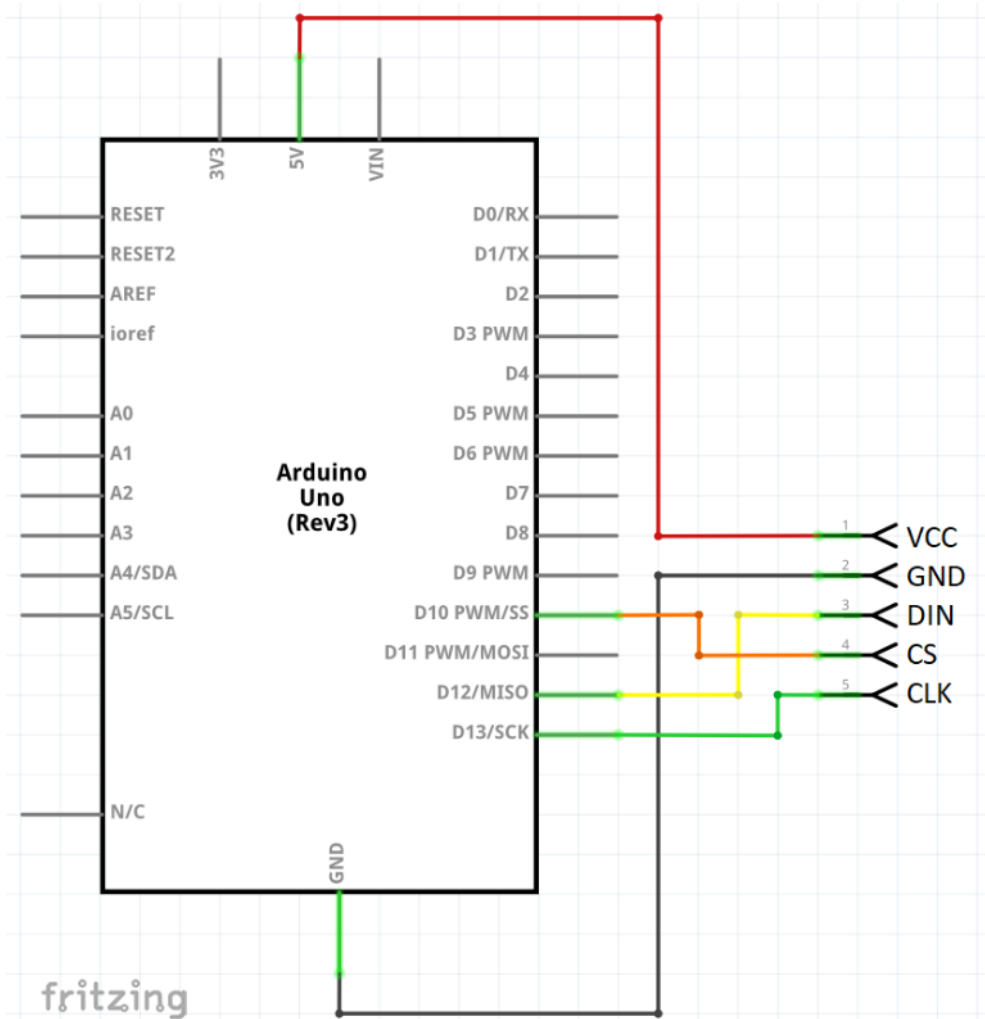 3V3
5V
VIN
RESET
RESET2
AREF
ioref
A0
A1
A2
A3
A4/SDA
A5/SCL
N/C
Arduino
Uno
(Rev3)
D0/RX
D1/TX
D2
D3 PWM
D4
D5 PWM
D6 PWM
D7
D8
D9 PWM
D10 PWM/SS
D11 PWM/MOSI
D12/MISO
D13/SCK
GND
1 VCC
2 GND
3 DIN
4 CS
5 CLK
fritzing